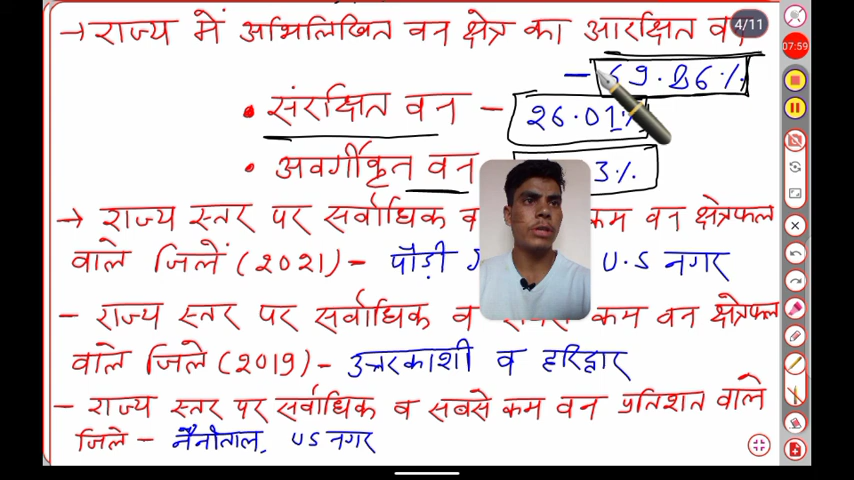 → राज्य में अभिलिखित वन क्षेत्र का आरक्षित
4/11
07:59
• संरक्षित वन – 26.01%
• अवर्गीकृत वन 3%
→ राज्य स्तर पर सर्वाधिक व कम वन क्षेत्रफल
वाले जिलें (2021) – पौड़ी U.S नगर
– राज्य स्तर पर सर्वाधिक व कम वन क्षेत्रफल
वाले जिले (2019) – उत्तरकाशी व हरिद्वार
– राज्य स्तर पर सर्वाधिक व सबसे कम वन प्रतिशत वाले
जिले – नैनीताल, US नगर